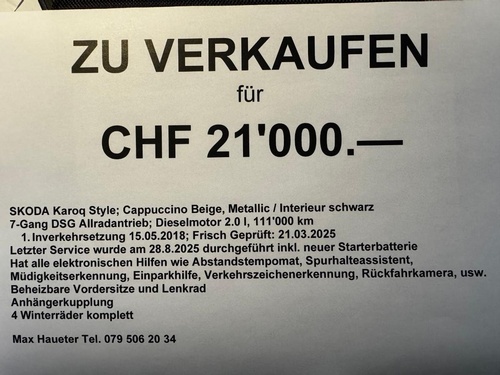 ZU VERKAUFEN
für
CHF 21'000.—
SKODA Karoq Style; Cappuccino Beige, Metallic / Interieur schwarz
7-Gang DSG Allradantrieb; Dieselmotor 2.0 l, 111'000 km
1. Inverkehrsetzung 15.05.2018; Frisch Geprüft: 21.03.2025
Letzter Service wurde am 28.8.2025 durchgeführt inkl. neuer Starterbatterie
Hat alle elektronischen Hilfen wie Abstandstempomat, Spurhalteassistent,
Müdigkeitserkennung, Einparkhilfe, Verkehrszeichenerkennung, Rückfahrkamera, usw.
Beheizbare Vordersitze und Lenkrad
Anhängerkupplung
4 Winterräder komplett
Max Haueter Tel. 079 506 20 34